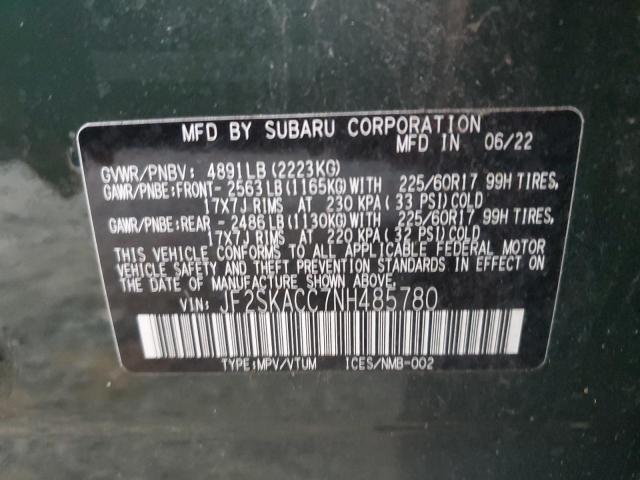 MFD BY SUBARU CORPORATION
MFD IN 06/22
GVWR/PNBV: 4891LB (2223KG)
GAWR/PNBE:FRONT- 2563LB(1165KG)WITH 225/60R17 99H TIRES,
17X7J RIMS AT 230 KPA( 33 PSI)COLD
GAWR/PNBE:REAR -2486LB(1130KG)WITH 225/60R17 99H TIRES,
17X7J RIMS AT 220 KPA( 32 PSI)COLD
THIS VEHICLE CONFORMS TO ALL APPLICABLE FEDERAL MOTOR
VEHICLE SAFETY AND THEFT PREVENTION STANDARDS IN EFFECT ON
THE DATE OF MANUFACTURE SHOWN ABOVE.
VIN: JF2SKACC7NH485780
TYPE:MPV/VTUM ICES/NMB-002